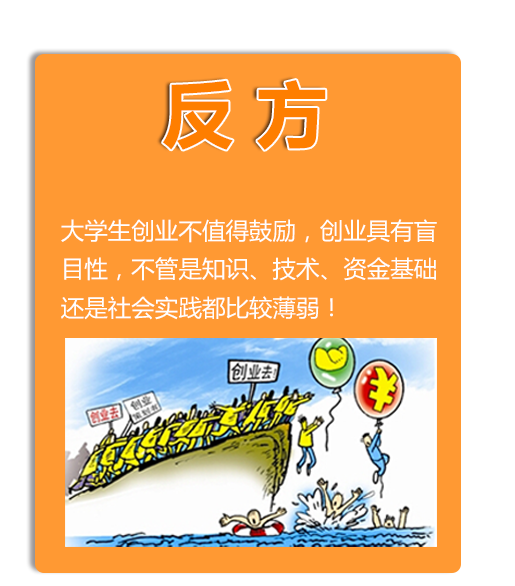 反方
大学生创业不值得鼓励，创业具有盲
目性，不管是知识、技术、资金基础
还是社会实践都比较薄弱！
创业去!
创业去
创业